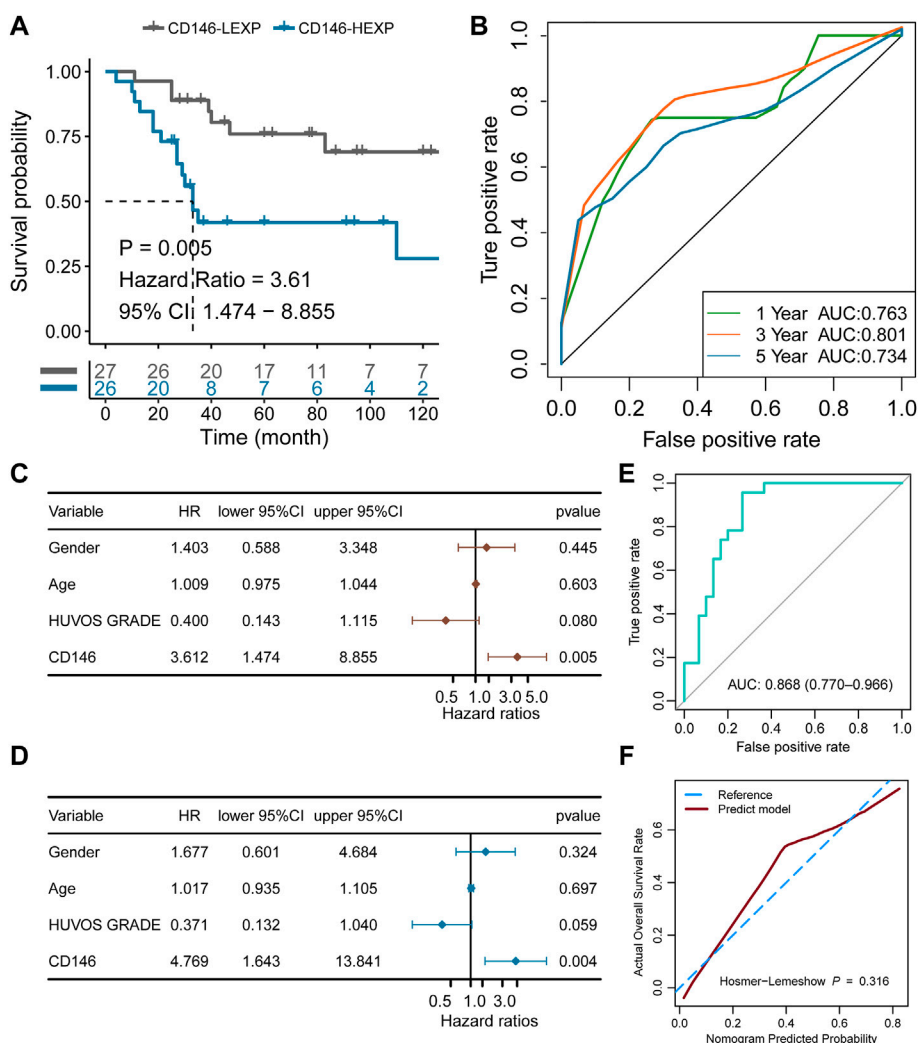 A
CD146-LEXP CD146-HEXP
Survival probability
1.00
0.75
0.50
0.25
0.00
P = 0.005
Hazard Ratio = 3.61
95% CI: 1.474 − 8.855
27 26 20 17 11 7 7
26 20 8 7 6 4 2
0 20 40 60 80 100 120
Time (month)
B
Ture positive rate
1.0
0.8
0.6
0.4
0.2
0.0
1 Year AUC:0.763
3 Year AUC:0.801
5 Year AUC:0.734
0.0 0.2 0.4 0.6 0.8 1.0
False positive rate
C
Variable HR lower 95%CI upper 95%CI pvalue
Gender 1.403 0.588 3.348 0.445
Age 1.009 0.975 1.044 0.603
HUVOS GRADE 0.400 0.143 1.115 0.080
CD146 3.612 1.474 8.855 0.005
0.5 1.0 3.0 5.0
Hazard ratios
E
True positive rate
1.0
0.8
0.6
0.4
0.2
0.0
AUC: 0.868 (0.770−0.966)
0.0 0.2 0.4 0.6 0.8 1.0
False positive rate
D
Variable HR lower 95%CI upper 95%CI pvalue
Gender 1.677 0.601 4.684 0.324
Age 1.017 0.935 1.105 0.697
HUVOS GRADE 0.371 0.132 1.040 0.059
CD146 4.769 1.643 13.841 0.004
0.5 1.0 3.0
Hazard ratios
F
Actual Overall Survival Rate
Reference
Predict model
0.6
0.4
0.2
0.0
Hosmer−Lemeshow P = 0.316
0.0 0.2 0.4 0.6 0.8
Nomogram Predicted Probability